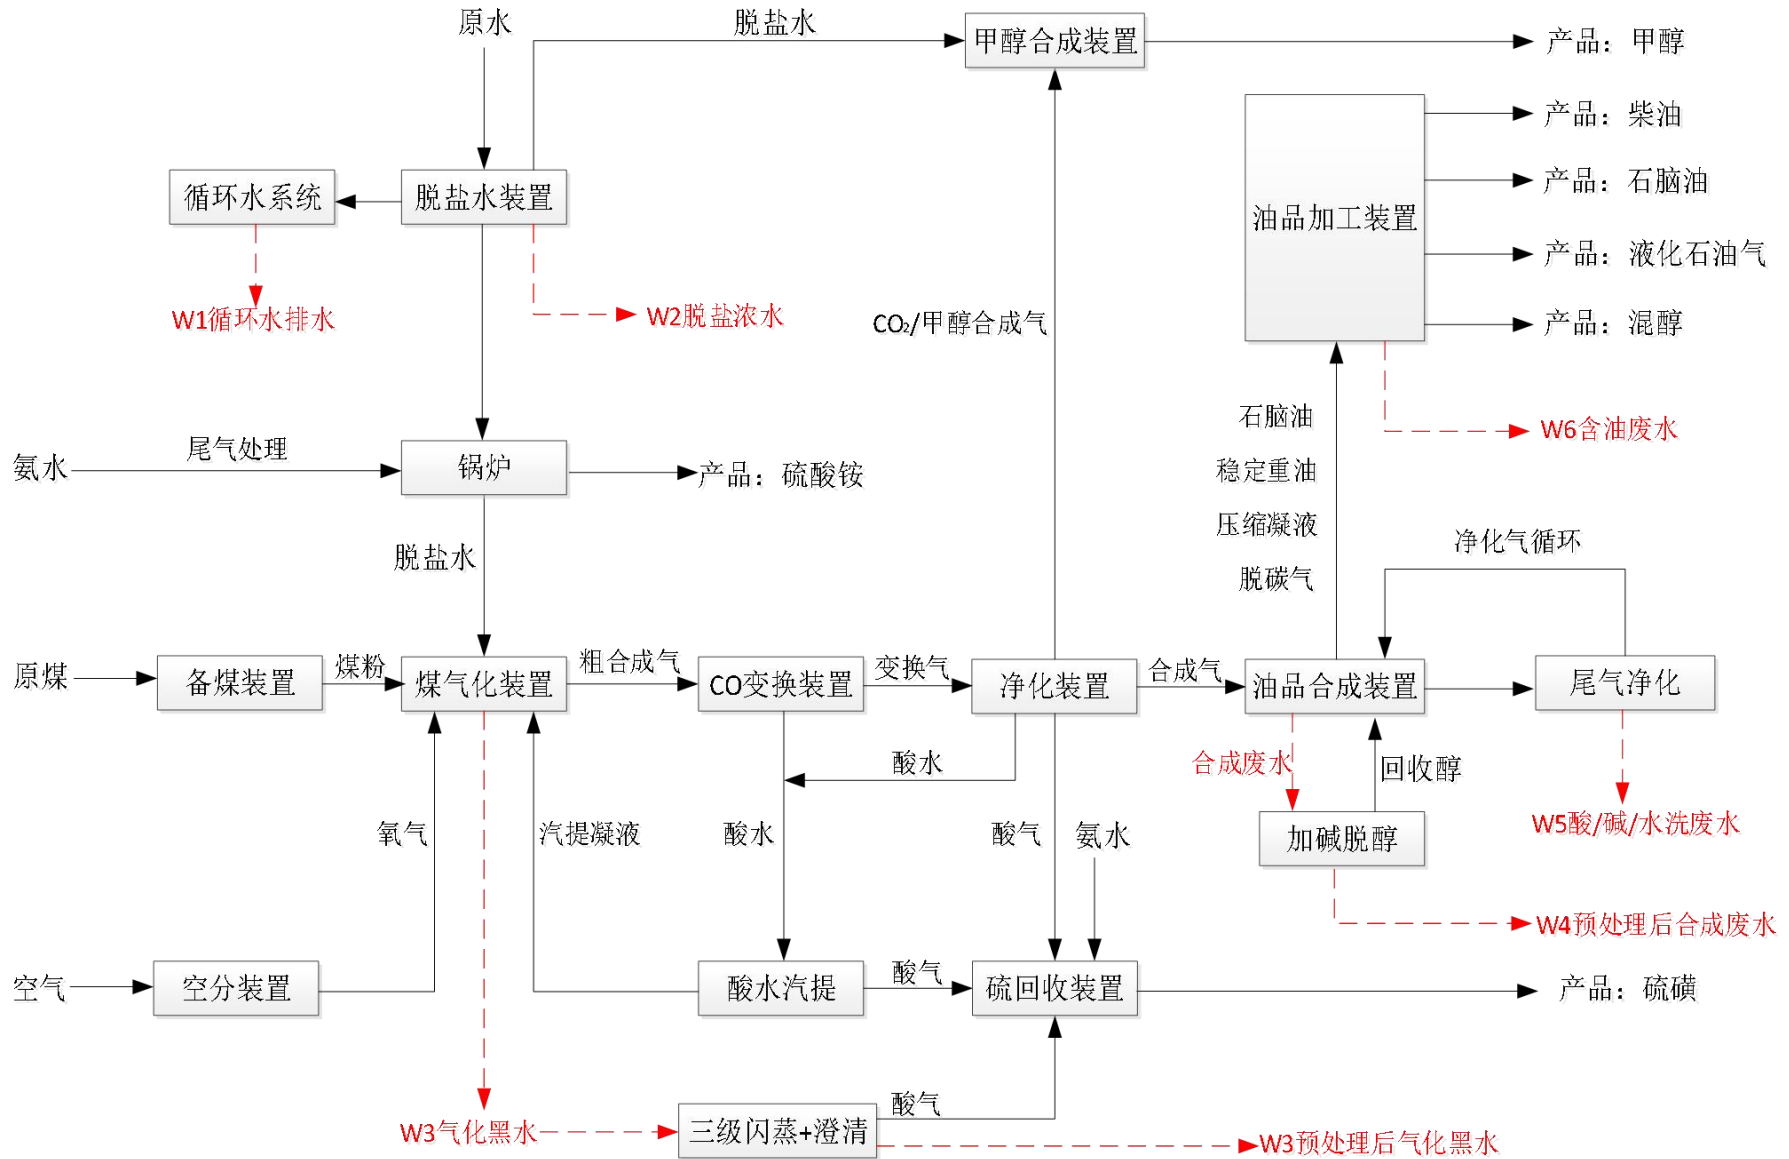 原水
脱盐水
甲醇合成装置
产品：甲醇
产品：柴油
循环水系统
脱盐水装置
产品：石脑油
油品加工装置
产品：液化石油气
W1循环水排水
W2脱盐浓水
CO₂/甲醇合成气
产品：混醇
石脑油
W6含油废水
氨水
尾气处理
锅炉
产品：硫酸铵
稳定重油
压缩凝液
净化气循环
脱盐水
脱碳气
原煤
备煤装置
煤粉
煤气化装置
粗合成气
CO变换装置
变换气
净化装置
合成气
油品合成装置
尾气净化
酸水
合成废水
回收醇
氧气
汽提凝液
酸水
酸气
氨水
加碱脱醇
W5酸/碱/水洗废水
W4预处理后合成废水
空气
空分装置
酸水汽提
酸气
硫回收装置
产品：硫磺
酸气
W3气化黑水
三级闪蒸+澄清
W3预处理后气化黑水